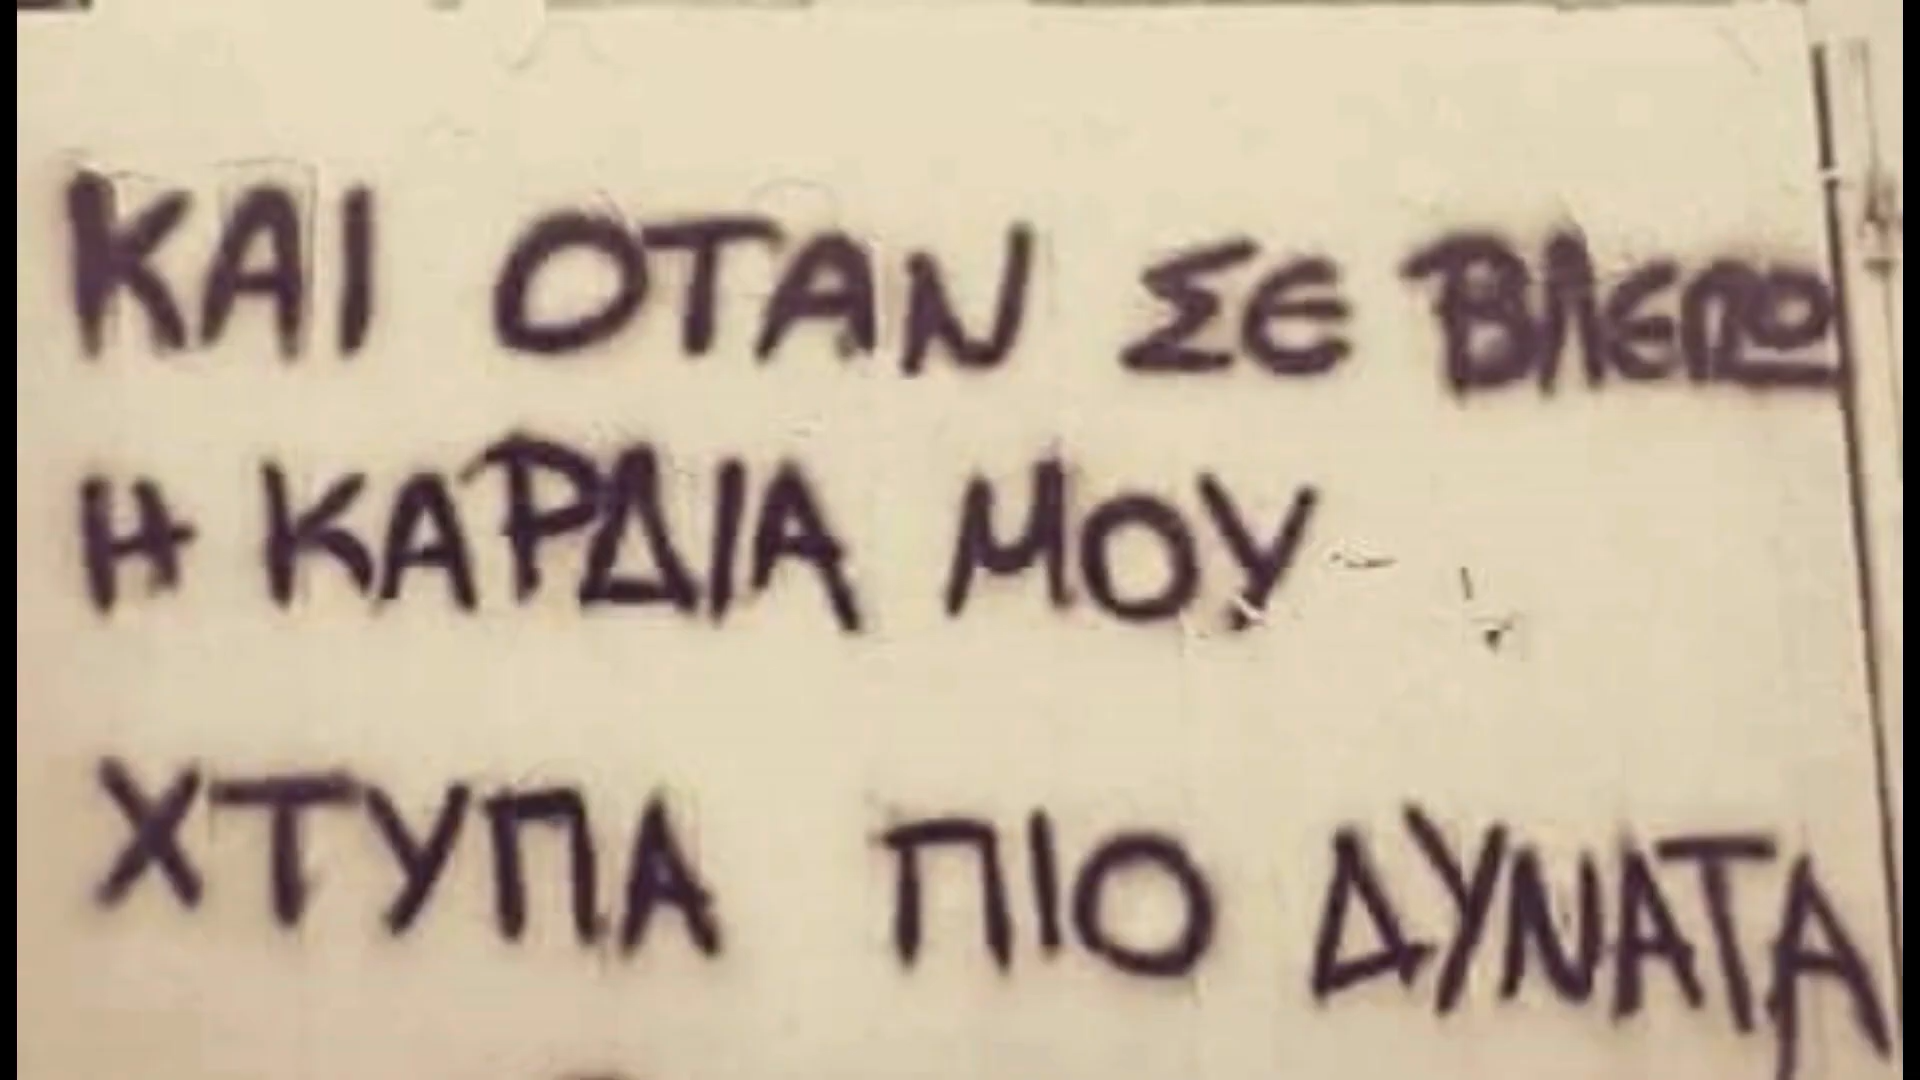 ΚΑΙ ΟΤΑΝ ΣΕ ΒΛΕΠΩ
Η ΚΑΡΔΙΑ ΜΟΥ
ΧΤΥΠΑ ΠΙΟ ΔΥΝΑΤΑ